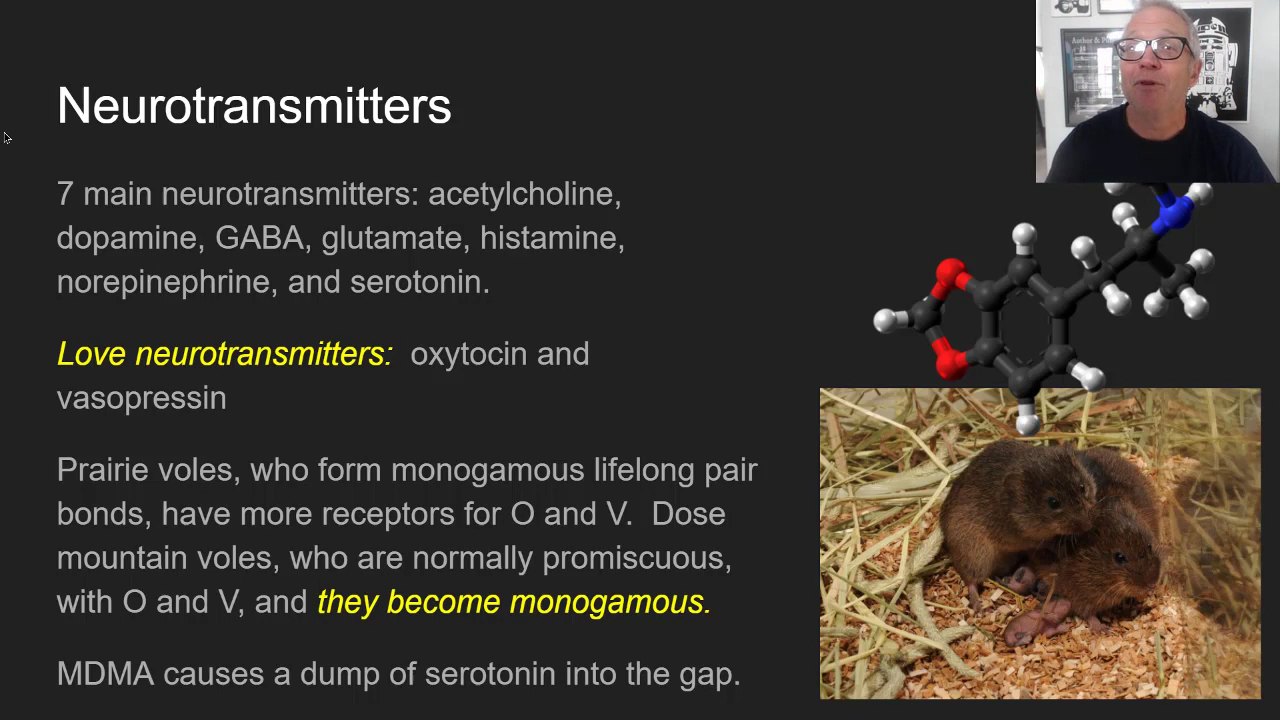 Neurotransmitters
7 main neurotransmitters: acetylcholine,
dopamine, GABA, glutamate, histamine,
norepinephrine, and serotonin.
Love neurotransmitters:  oxytocin and
vasopressin
Prairie voles, who form monogamous lifelong pair
bonds, have more receptors for O and V.  Dose
mountain voles, who are normally promiscuous,
with O and V, and they become monogamous.
MDMA causes a dump of serotonin into the gap.